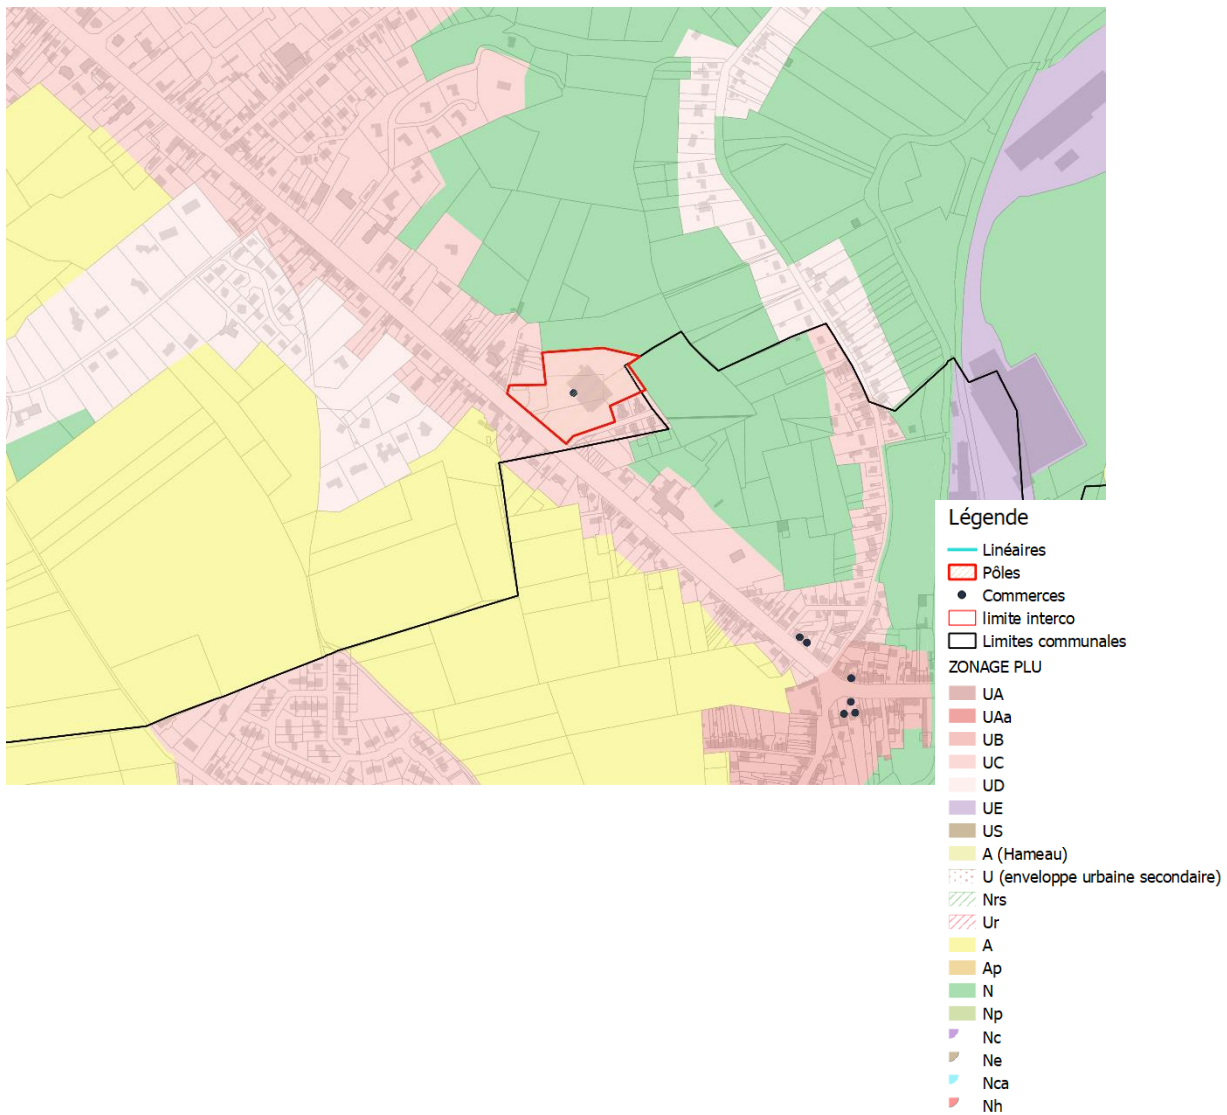 Légende
Linéaires
Pôles
Commerces
limite interco
Limites communales
ZONAGE PLU
UA
UAa
UB
UC
UD
UE
US
A (Hameau)
U (enveloppe urbaine secondaire)
Nrs
Ur
A
Ap
N
Np
Nc
Ne
Nca
Nh